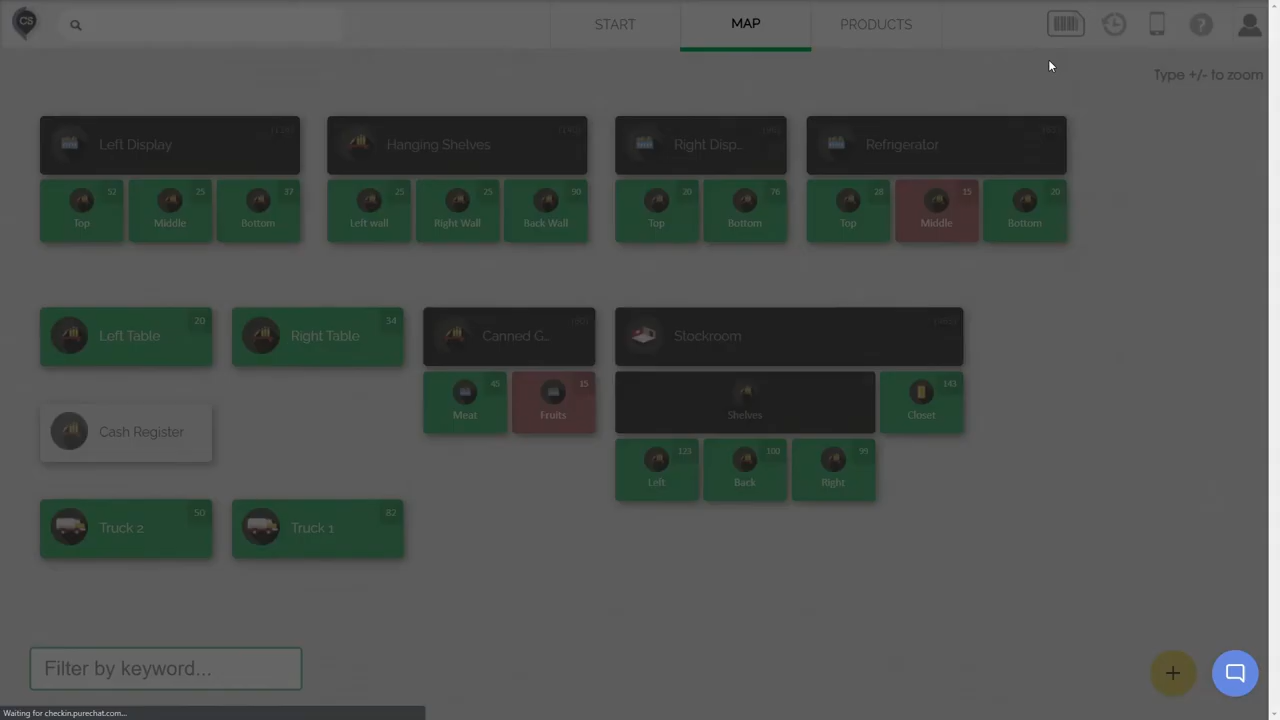 CS
START
MAP
PRODUCTS
?
Type +/- to zoom
Left Display
Hanging Shelves
Right Disp...
Refrigerator
52
25
37
25
25
90
20
76
28
15
20
Top
Middle
Bottom
Left wall
Right Wall
Back Wall
Top
Bottom
Top
Middle
Bottom
Left Table
20
Right Table
34
Canned G...
Stockroom
45
15
143
Meat
Fruits
Shelves
Closet
Cash Register
123
100
99
Left
Back
Right
Truck 2
50
Truck 1
82
Filter by keyword...
+
Waiting for checkin.purechat.com...